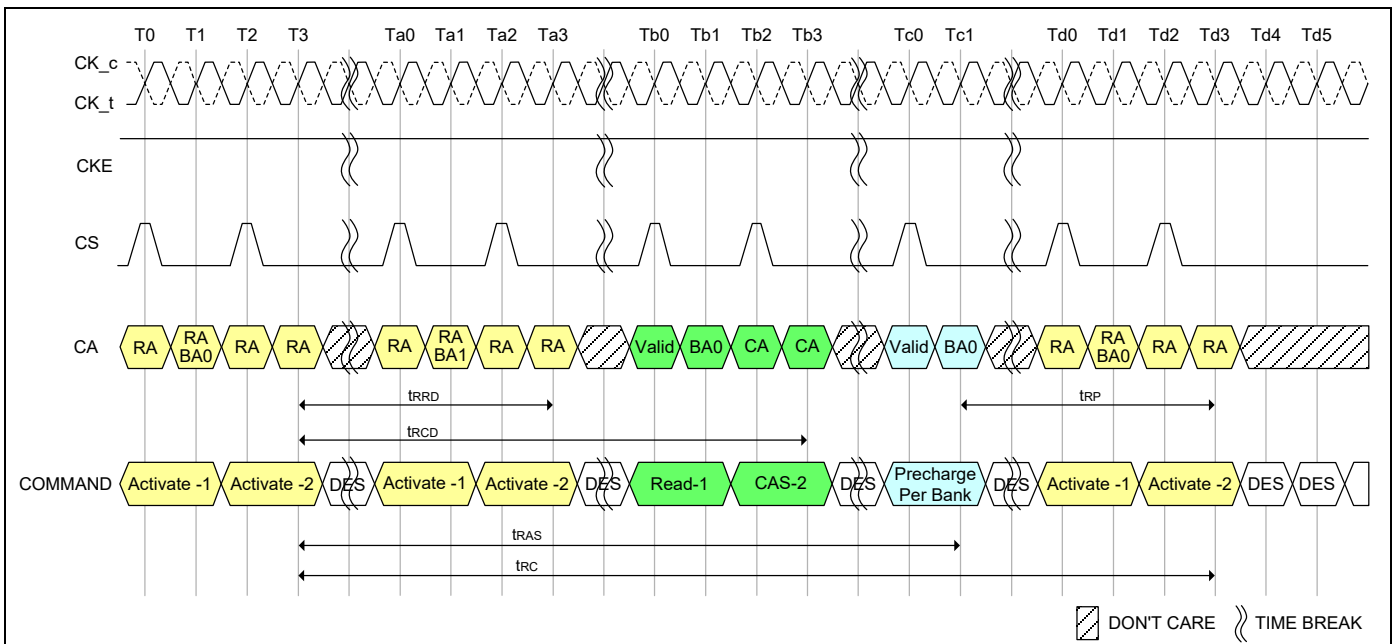 T0 T1 T2 T3 Ta0 Ta1 Ta2 Ta3 Tb0 Tb1 Tb2 Tb3 Tc0 Tc1 Td0 Td1 Td2 Td3 Td4 Td5
CK_c
CK_t
CKE
CS
CA RA RA BA0 RA RA RA RA BA1 RA RA Valid BA0 CA CA Valid BA0 RA RA BA0 RA RA
tRRD tRP
tRCD
COMMAND Activate -1 Activate -2 DES Activate -1 Activate -2 DES Read-1 CAS-2 DES Precharge Per Bank DES Activate -1 Activate -2 DES DES
tRAS
tRC
DON'T CARE TIME BREAK